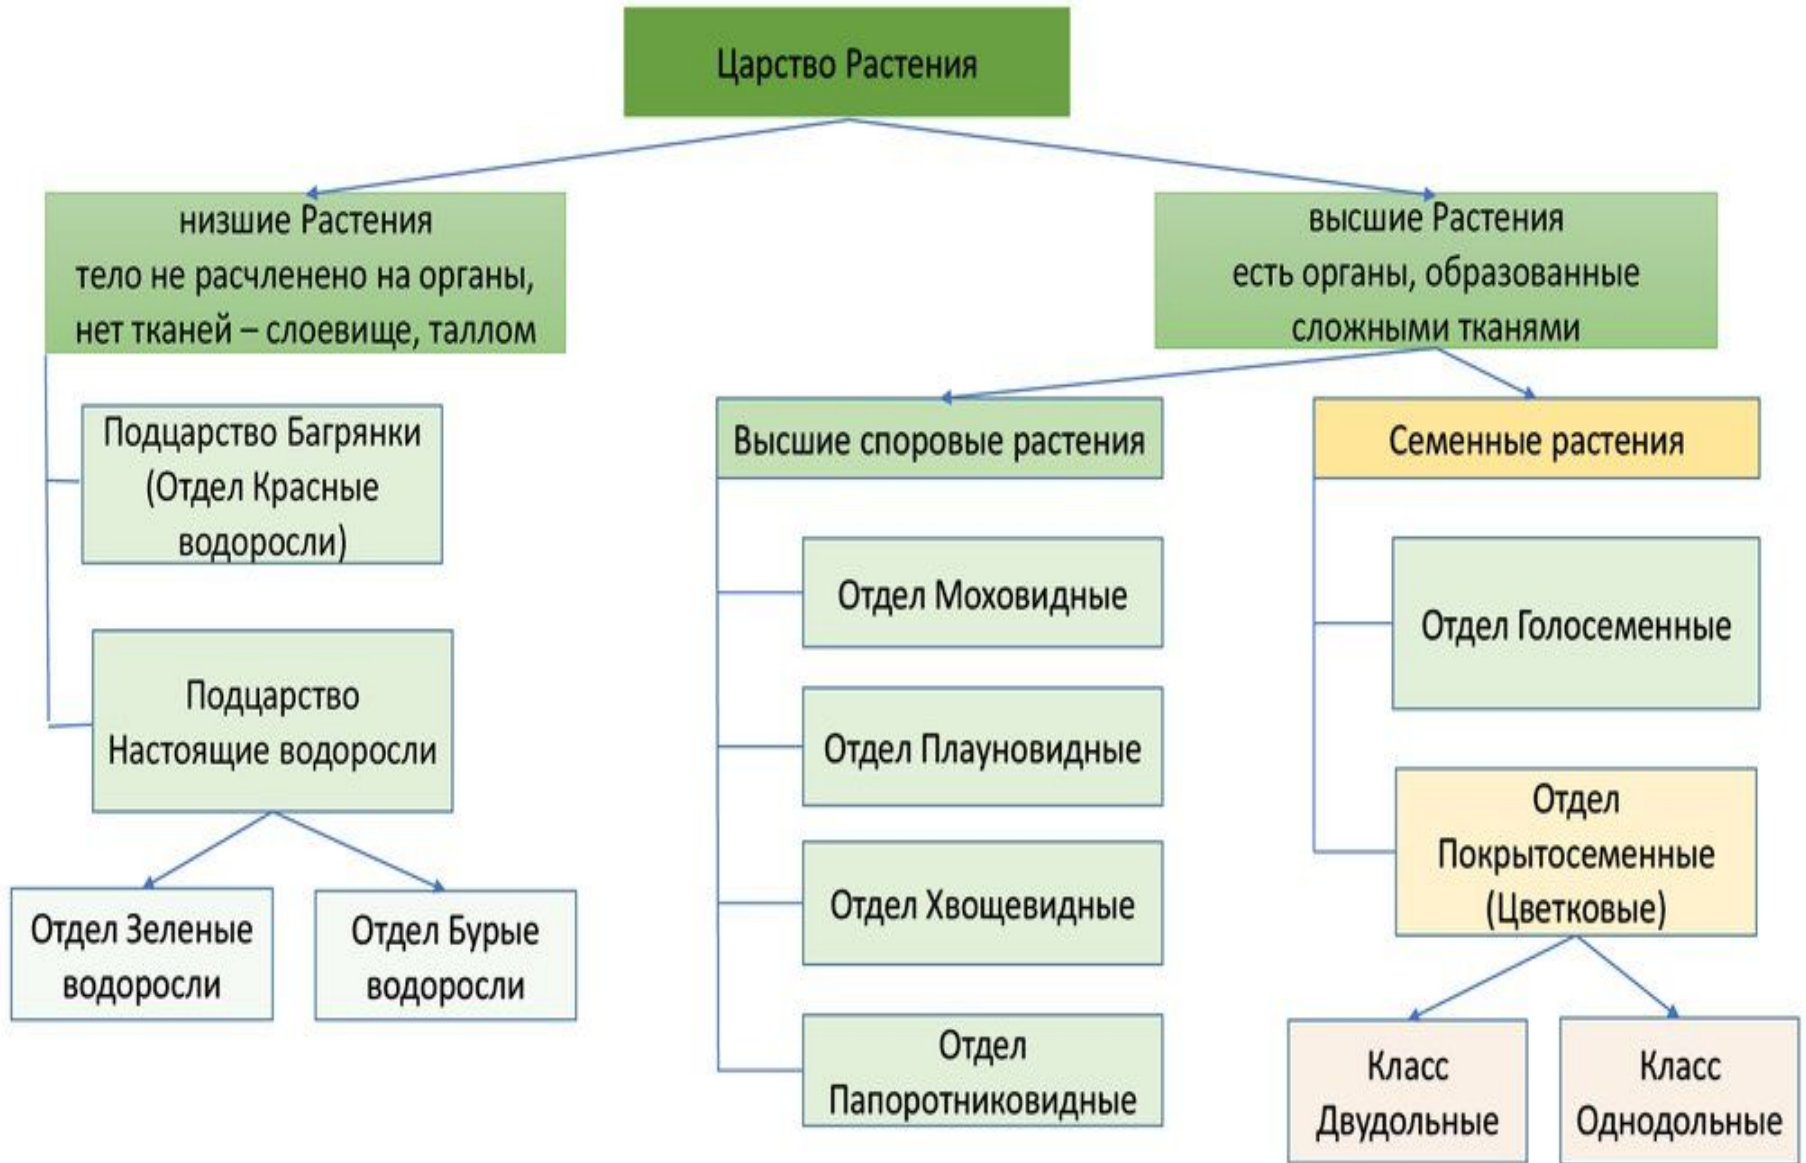 Царство Растения
низшие Растения
тело не расчленено на органы,
нет тканей – слоевище, таллом
высшие Растения
есть органы, образованные
сложными тканями
Подцарство Багрянки
(Отдел Красные
водоросли)
Подцарство
Настоящие водоросли
Отдел Зеленые
водоросли
Отдел Бурые
водоросли
Высшие споровые растения
Отдел Моховидные
Отдел Плауновидные
Отдел Хвощевидные
Отдел
Папоротниковидные
Семенные растения
Отдел Голосеменные
Отдел
Покрытосеменные
(Цветковые)
Класс
Двудольные
Класс
Однодольные